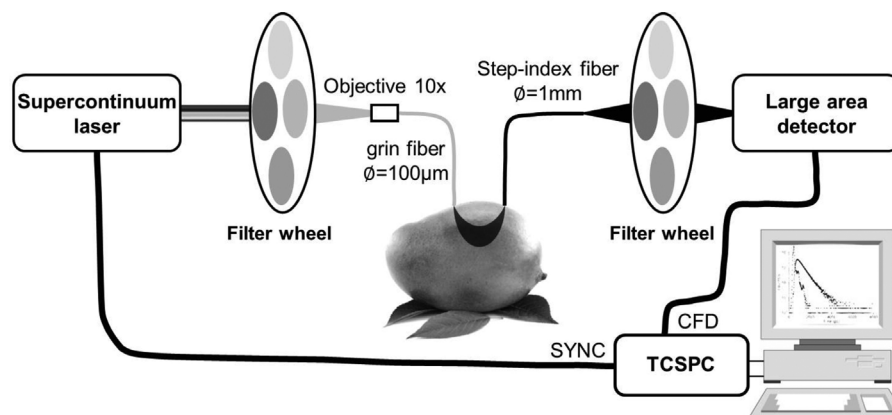 Supercontinuum
laser
Filter wheel
Objective 10x
grin fiber
Ø=100µm
Step-index fiber
Ø=1mm
Filter wheel
Large area
detector
SYNC
CFD
TCSPC